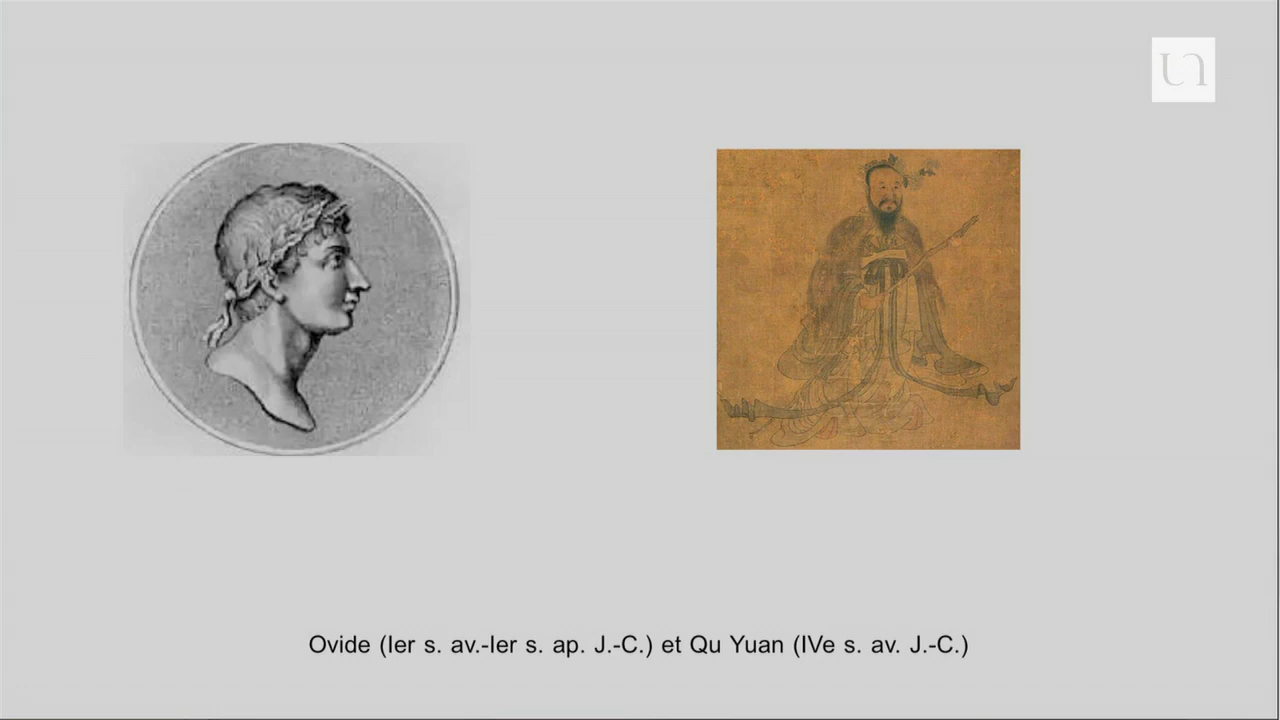 Ovide (Ier s. av.-Ier s. ap. J.-C.) et Qu Yuan (IVe s. av. J.-C.)